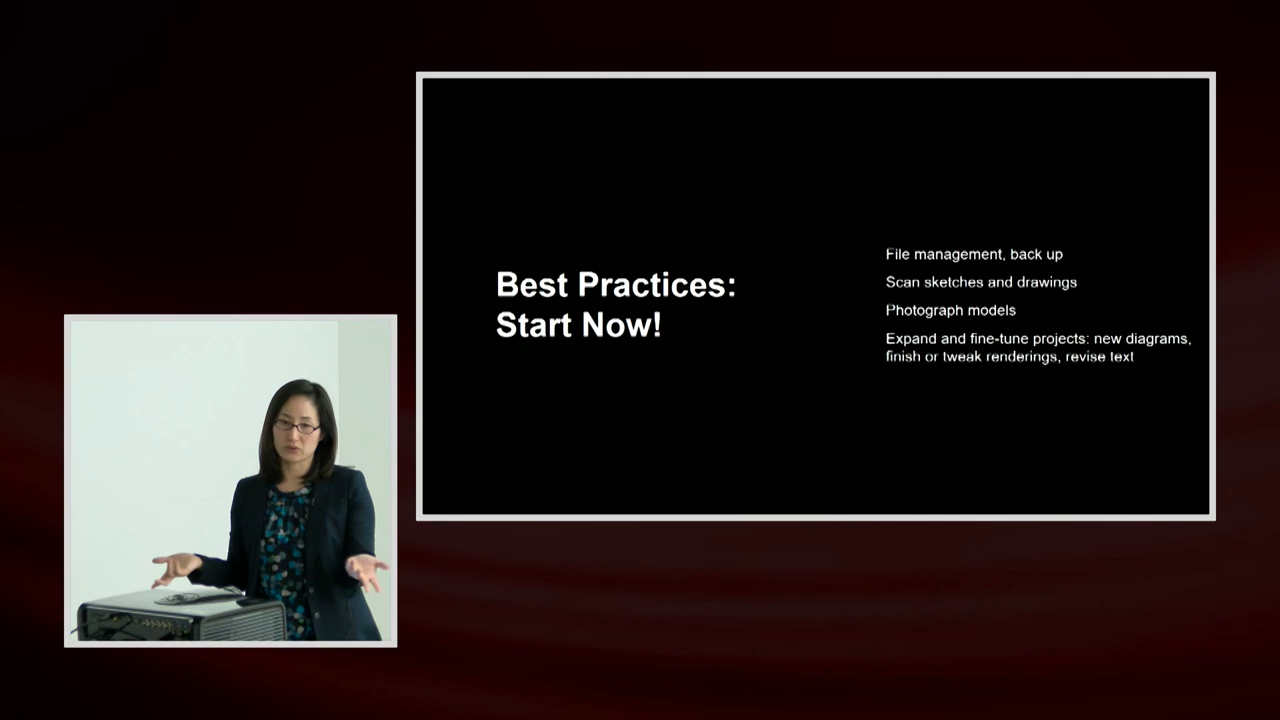 Best Practices:
Start Now!
File management, back up
Scan sketches and drawings
Photograph models
Expand and fine-tune projects: new diagrams,
finish or tweak renderings, revise text